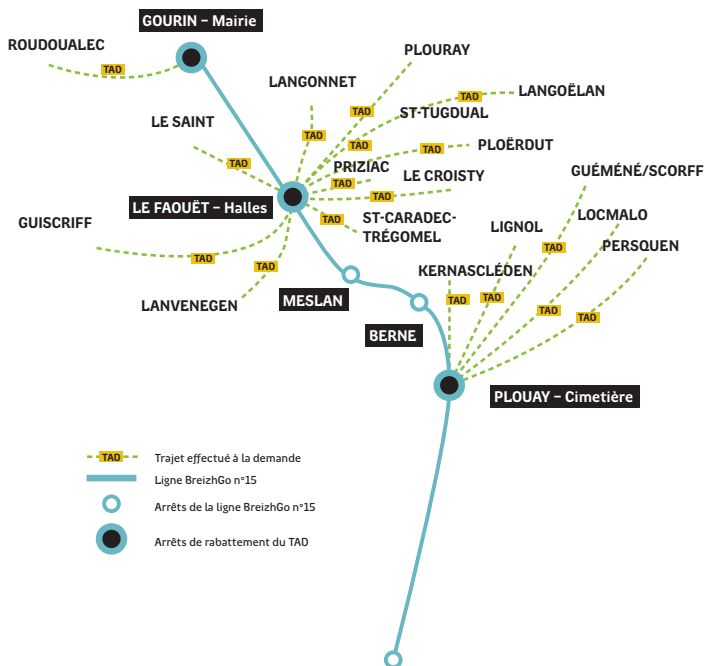 GOURIN – Mairie
ROUDOUALEC
TAD
PLOURAY
LANGONNET
LANGOËLAN
TAD
TAD
ST-TUGDUAL
LE SAINT
TAD
TAD
PLOËRDUT
TAD
TAD
PRIZIAC
GUÉMÉNÉ/SCORFF
TAD
LE CROISTY
TAD
LE FAOUËT – Halles
GUISCRIFF
ST-CARADEC-
TRÉGOMEL
TAD
LIGNOL
LOCMALO
PERSQUEN
TAD
TAD
TAD
KERNASCLÉDEN
LANVENEGEN
MESLAN
TAD
TAD
TAD
TAD
BERNE
PLOUAY – Cimetière
TAD
Trajet effectué à la demande
Ligne BreizhGo n°15
Arrêts de la ligne BreizhGo n°15
Arrêts de rabattement du TAD